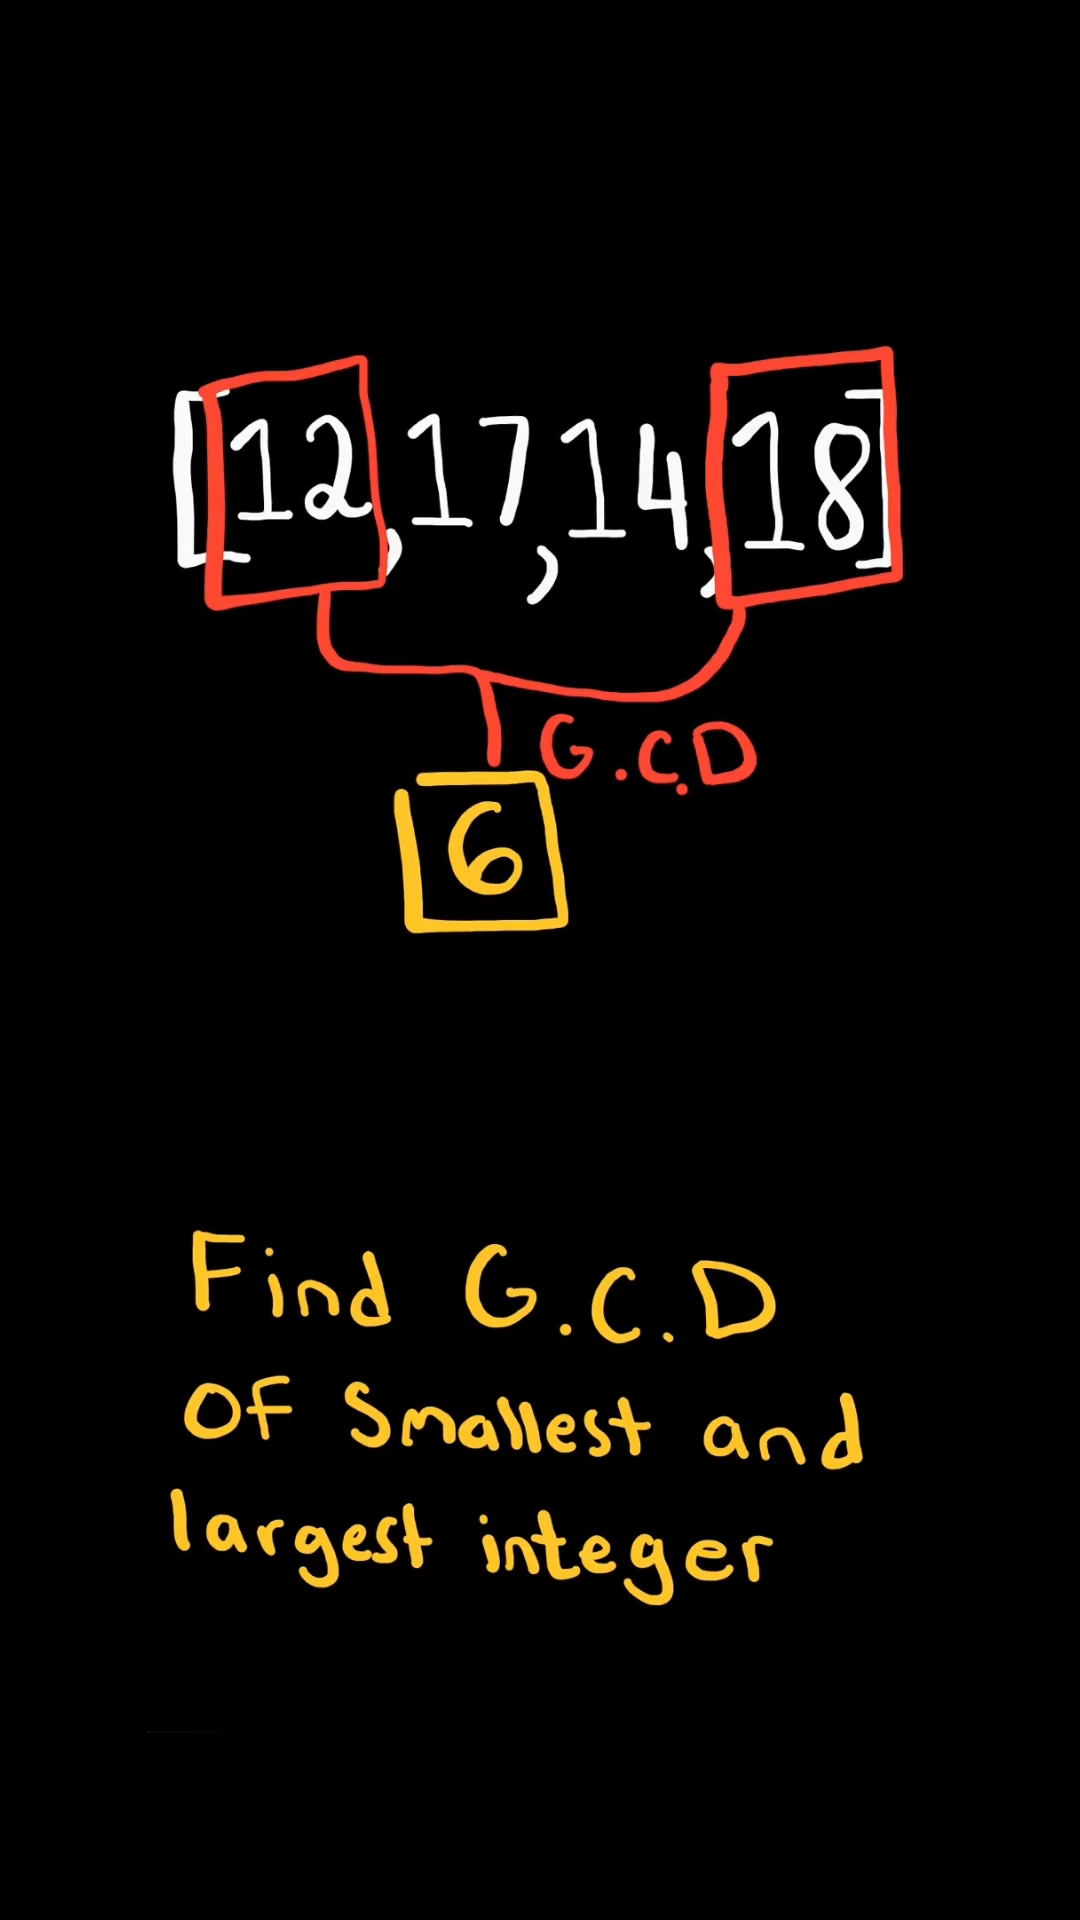 [12,17,14,18]
G.C.D
6
Find G.C.D
Of Smallest and
largest integer